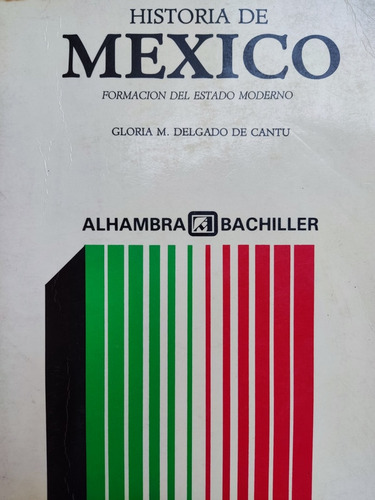 HISTORIA DE
MEXICO
FORMACION DEL ESTADO MODERNO
GLORIA M. DELGADO DE CANTU
ALHAMBRA BACHILLER